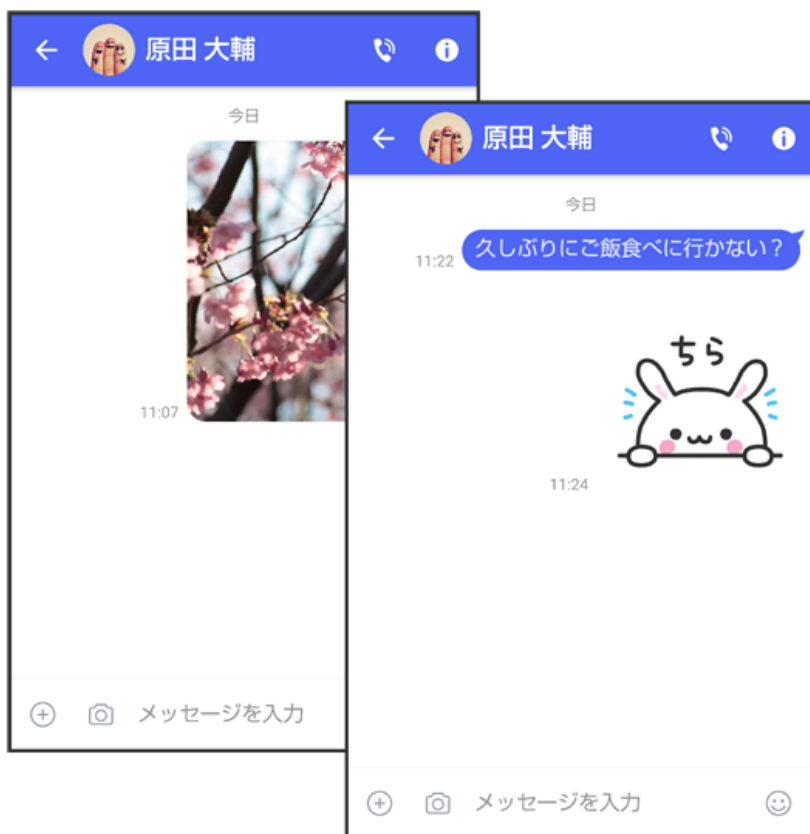 原田 大輔
今日
11:07
メッセージを入力
原田 大輔
今日
11:22
久しぶりにご飯食べに行かない？
ちら
11:24
メッセージを入力